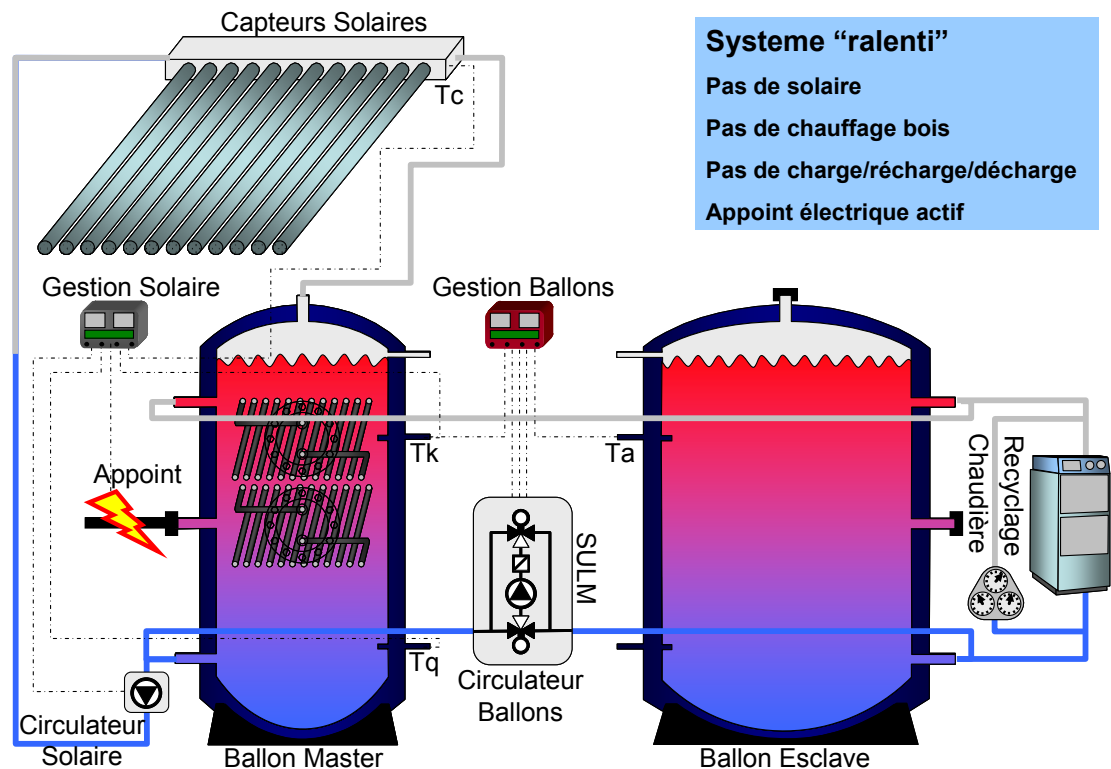 Capteurs Solaires
Systeme “ralenti”
Pas de solaire
Pas de chauffage bois
Pas de charge/récharge/décharge
Appoint électrique actif
Tc
Gestion Solaire
Gestion Ballons
Tk
Ta
Appoint
Recyclage
Chaudière
SULM
Tq
Circulateur
Solaire
Circulateur
Ballons
Ballon Master
Ballon Esclave